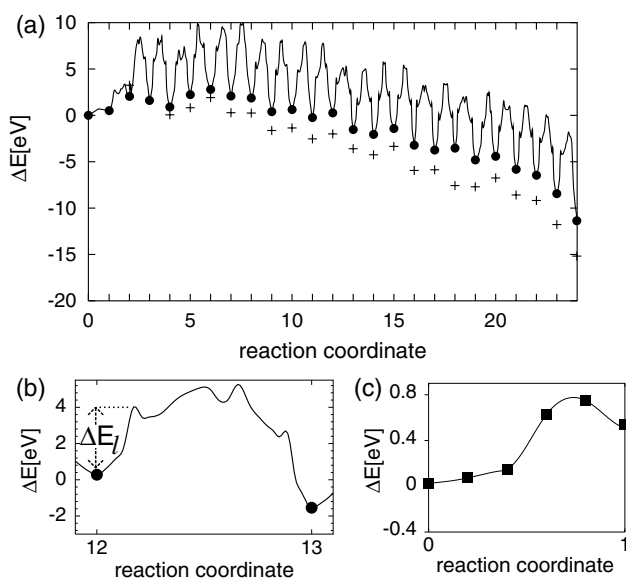 (a)
ΔE[eV]
10
5
0
-5
-10
-15
-20
0 5 10 15 20
reaction coordinate
(b)
ΔE[eV]
4
2
0
-2
ΔE_l
12 13
reaction coordinate
(c)
ΔE[eV]
0.8
0.4
0
-0.4
0 1
reaction coordinate